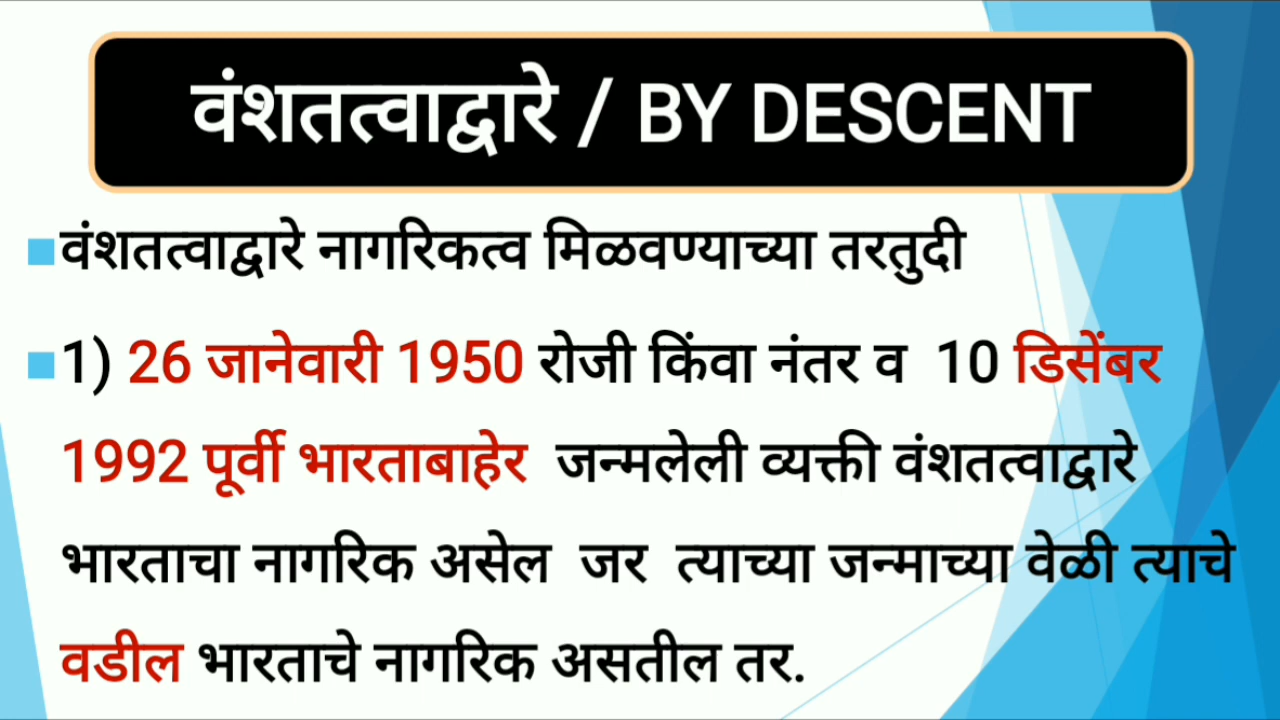 वंशतत्वाद्वारे / BY DESCENT
वंशतत्वाद्वारे नागरिकत्व मिळवण्याच्या तरतुदी
1) 26 जानेवारी 1950 रोजी किंवा नंतर व 10 डिसेंबर
1992 पूर्वी भारताबाहेर जन्मलेली व्यक्ती वंशतत्वाद्वारे
भारताचा नागरिक असेल जर त्याच्या जन्माच्या वेळी त्याचे
वडील भारताचे नागरिक असतील तर.